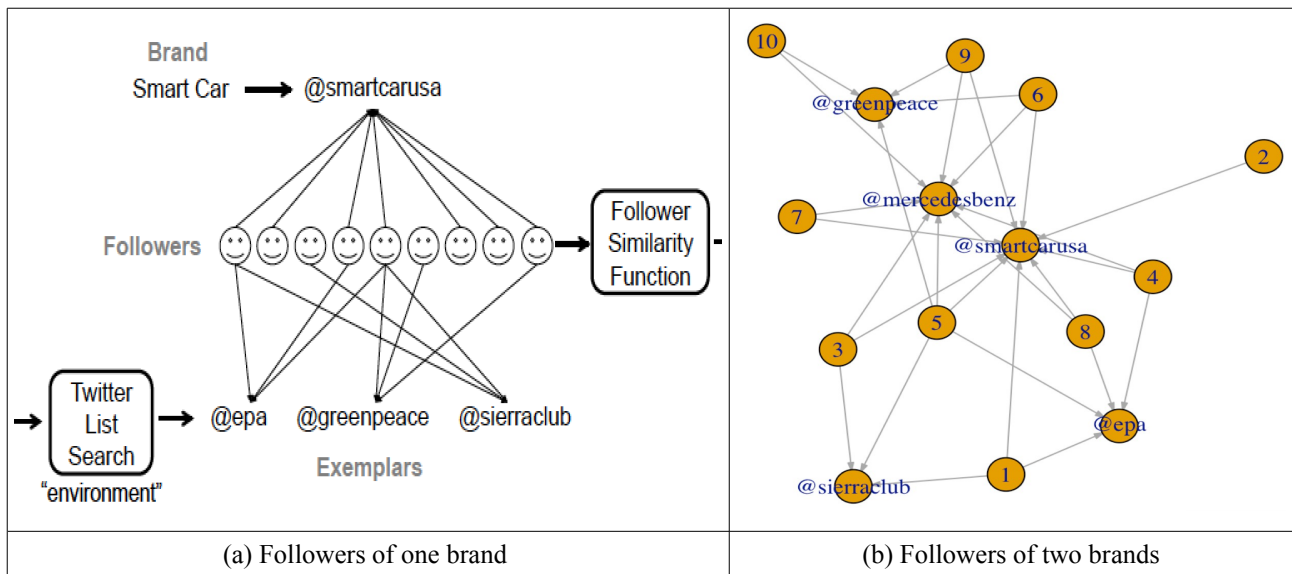 Brand
Smart Car
@smartcarusa
Followers
Follower
Similarity
Function
Twitter
List
Search
"environment"
@epa
@greenpeace
@sierraclub
Exemplars
(a) Followers of one brand
10
9
@greenpeace
6
2
@mercedesbenz
7
@smartcarusa
4
5
8
3
@epa
1
@sierraclub
(b) Followers of two brands